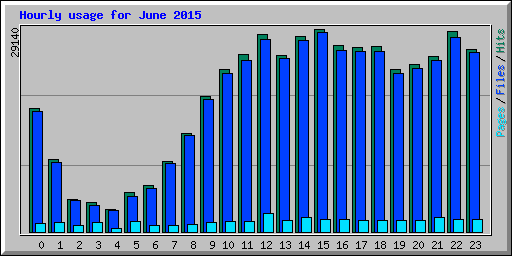 Hourly usage for June 2015
29140
Pages / Files / Hits
0 1 2 3 4 5 6 7 8 9 10 11 12 13 14 15 16 17 18 19 20 21 22 23